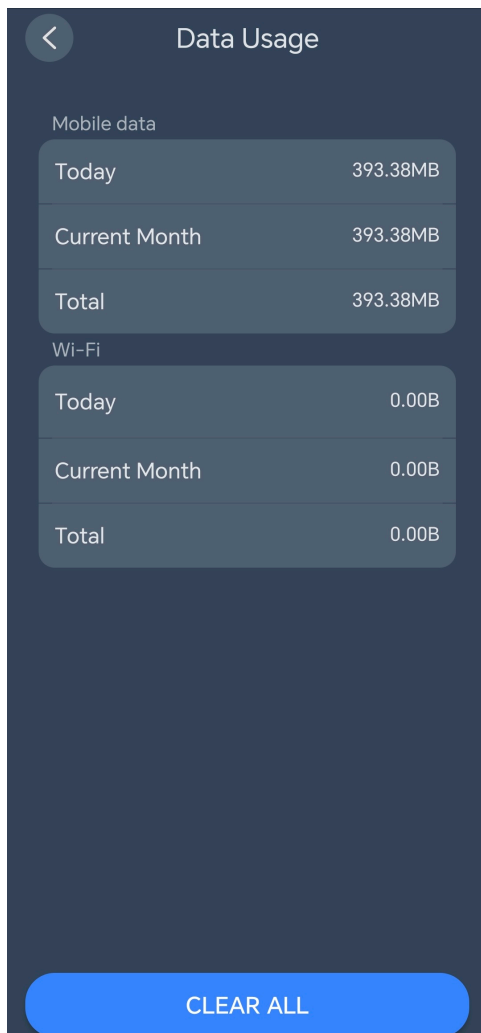 Data Usage
Mobile data
Today 393.38MB
Current Month 393.38MB
Total 393.38MB
Wi-Fi
Today 0.00B
Current Month 0.00B
Total 0.00B
CLEAR ALL